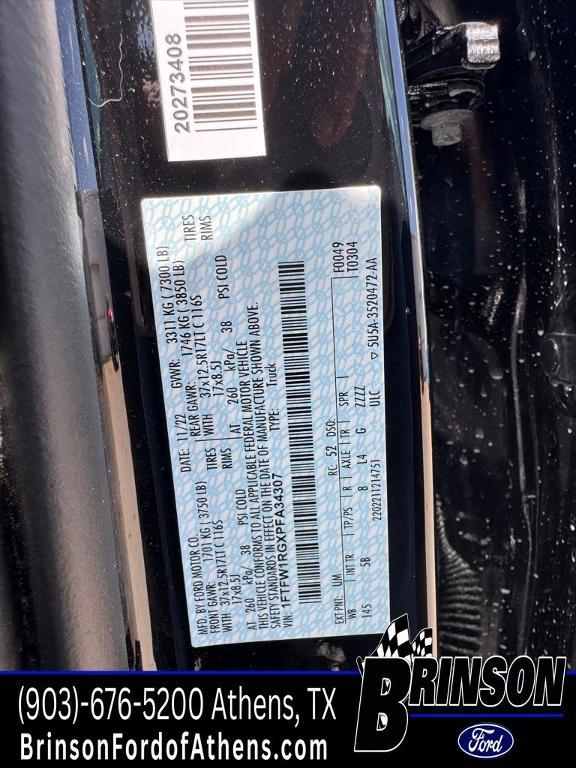 20273408
MFD. BY FORD MOTOR CO.
DATE: 11/22
GVWR: 3311 KG ( 7300 LB)
FRONT GAWR: 1701 KG ( 3750 LB)
REAR GAWR: 1746 KG ( 3850 LB)
WITH 37x12.5R17LT C 116S TIRES
WITH 37x12.5R17LT C 116S TIRES
17x8.5J RIMS
17x8.5J RIMS
AT 260 kPa/ 38 PSI COLD
AT 260 kPa/ 38 PSI COLD
THIS VEHICLE CONFORMS TO ALL APPLICABLE FEDERAL MOTOR VEHICLE
SAFETY STANDARDS IN EFFECT ON THE DATE OF MANUFACTURE SHOWN ABOVE.
VIN: 1FTFW1RGXPFA34307
TYPE: Truck
F0049
T0304
EXT PNT: UM RC: 52 DSO:
WB INT TR TP/PS R AXLE TR SPR
145 5B 8 L4 G ZZZZ
2202211214751 ULC
5U5A-3520472-AA
(903)-676-5200 Athens, TX
BrinsonFordofAthens.com
BRINSON
Ford